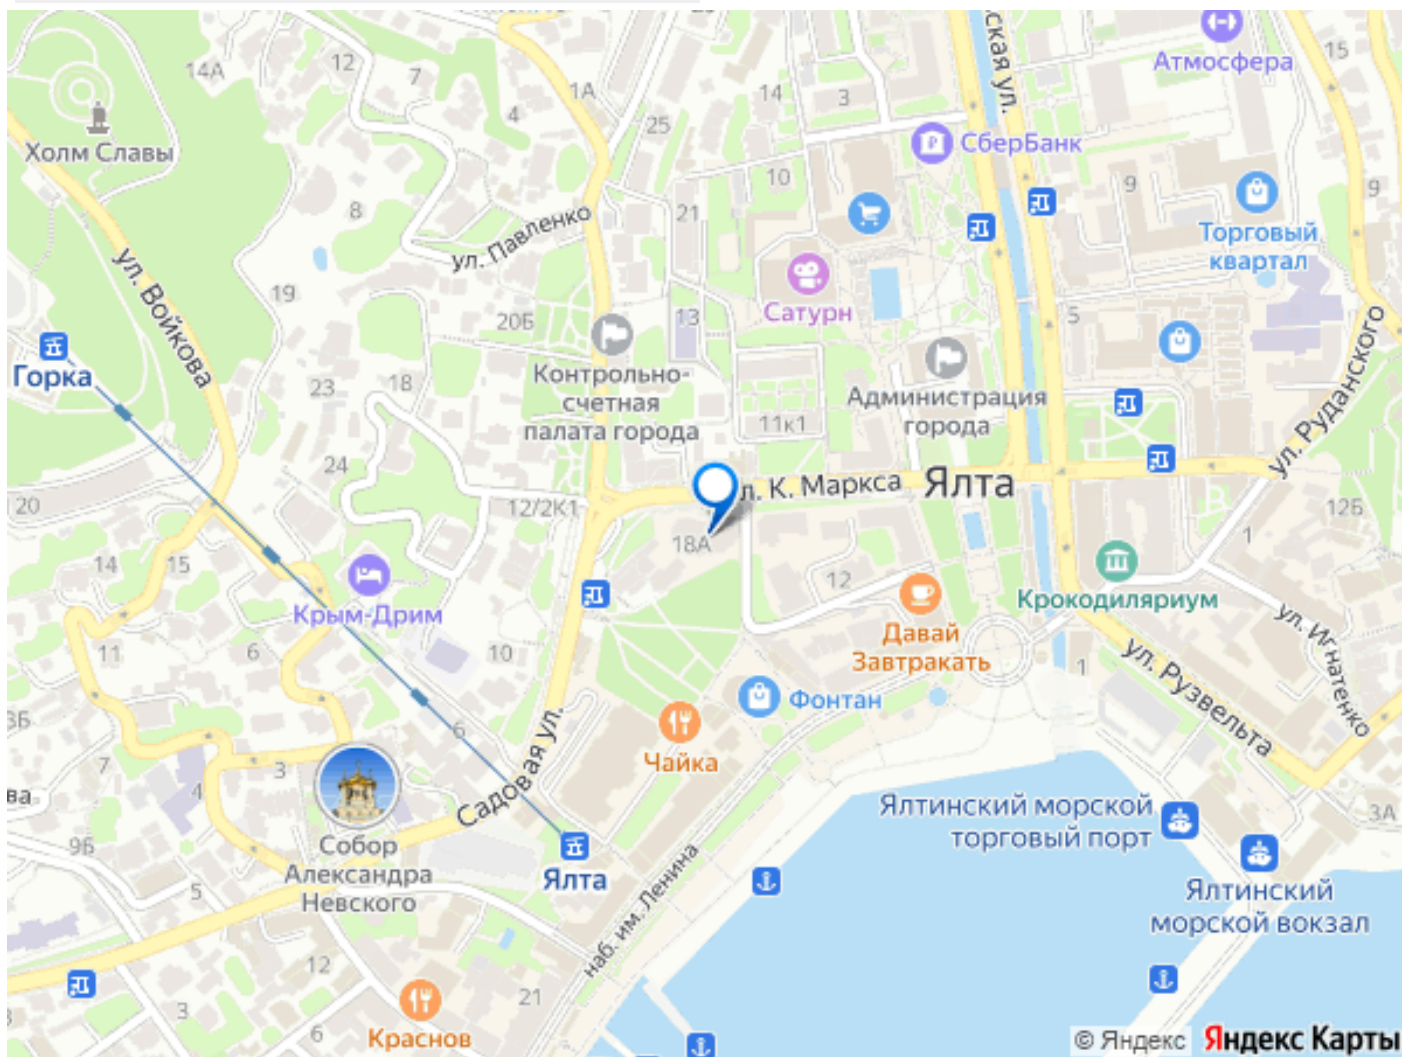 ская ул.
Атмосфера
15
12
7
14А
4
1А
14
3
25
СберБанк
Холм Славы
10
9
9
8
21
ул. Павленко
Торговый
квартал
ул. Войкова
19
Сатурн
20Б
13
5
Горка
Контрольно-
счетная
палата города
23
18
Администрация
города
11к1
ул. Руданского
24
л. К. Маркса
Ялта
20
12/2К1
12Б
18А
1
14
15
12
Крым-Дрим
Крокодиляриум
Давай
Завтракать
ул. Игнатенко
11
6
10
1
ул. Рузвельта
3Б
Фонтан
6
Чайка
7
3
4
ва
Садовая ул.
Ялтинский морской
торговый порт
3А
9Б
Собор
Александра
Невского
Ялта
5
наб. им. Ленина
Ялтинский
морской вокзал
12
21
3
6
Краснов
© Яндекс Яндекс Карты